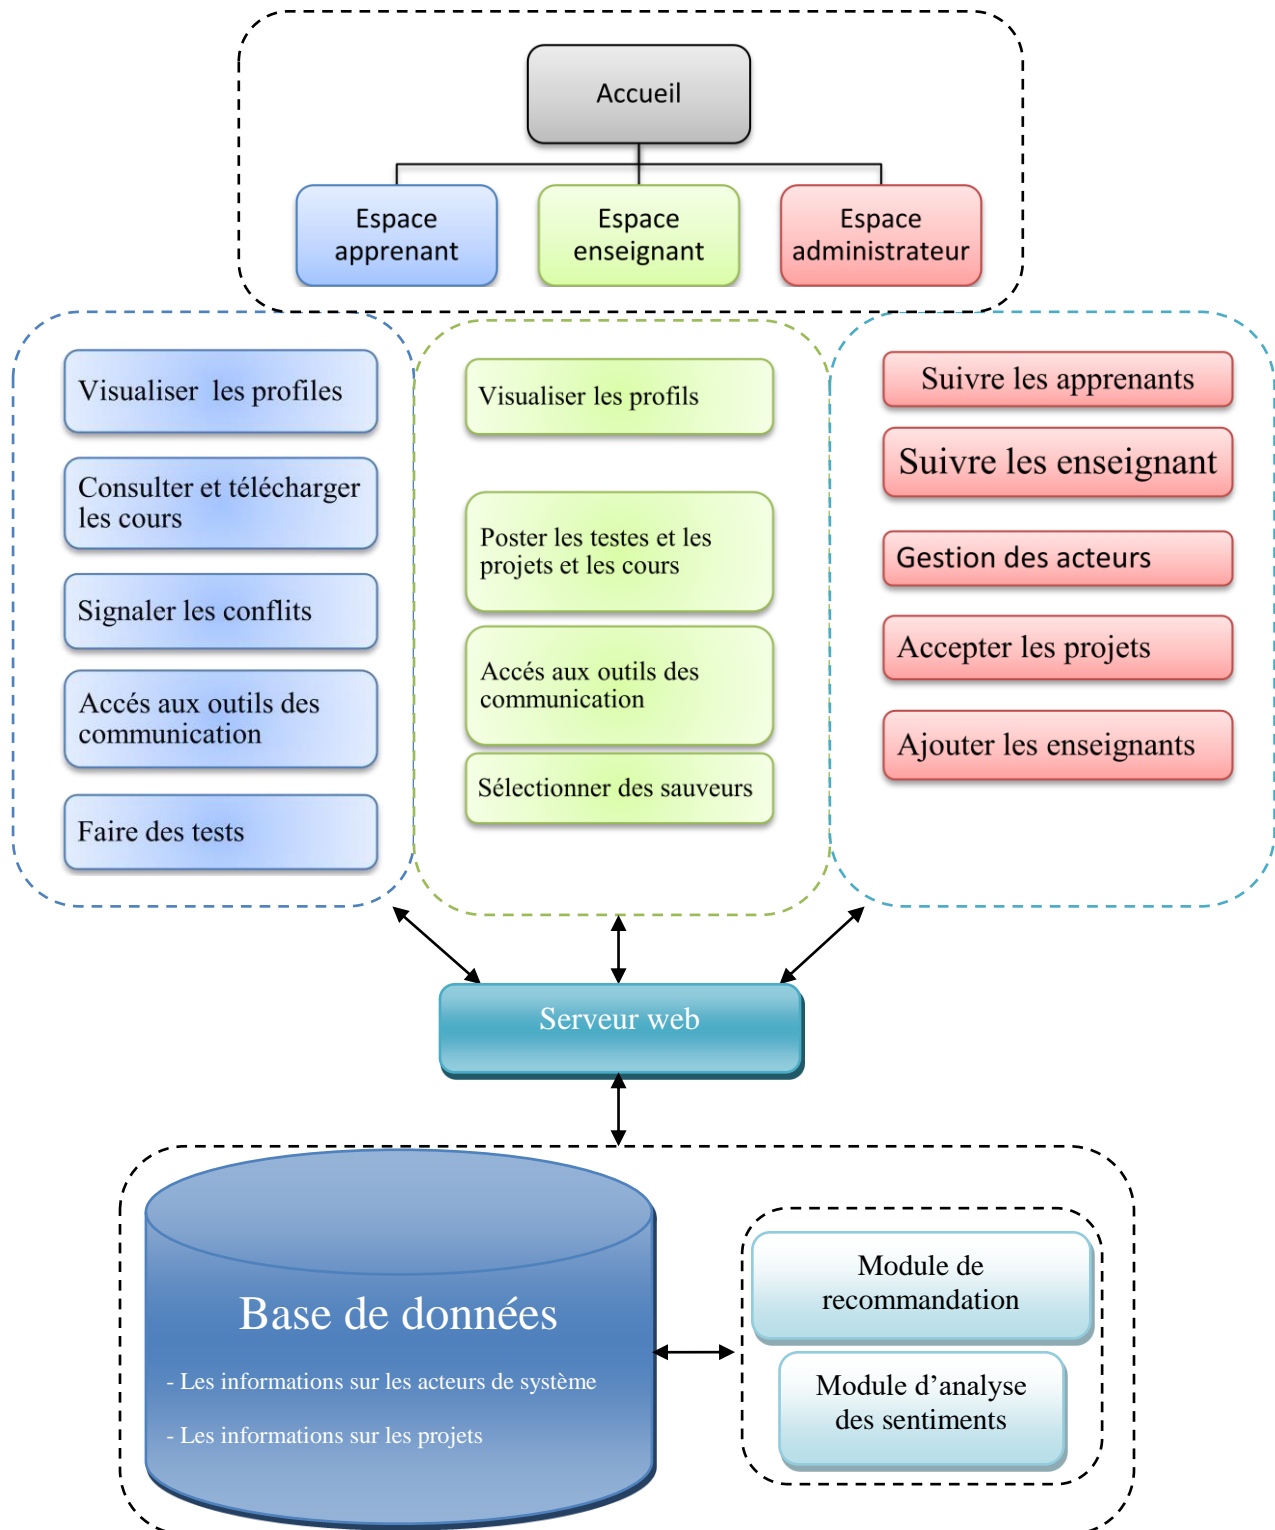 Accueil
Espace
apprenant
Espace
enseignant
Espace
administrateur
Visualiser les profiles
Consulter et télécharger
les cours
Signaler les conflits
Accés aux outils des
communication
Faire des tests
Visualiser les profils
Poster les testes et les
projets et les cours
Accés aux outils des
communication
Sélectionner des sauveurs
Suivre les apprenants
Suivre les enseignant
Gestion des acteurs
Accepter les projets
Ajouter les enseignants
Serveur web
Base de données
- Les informations sur les acteurs de système
- Les informations sur les projets
Module de
recommandation
Module d’analyse
des sentiments